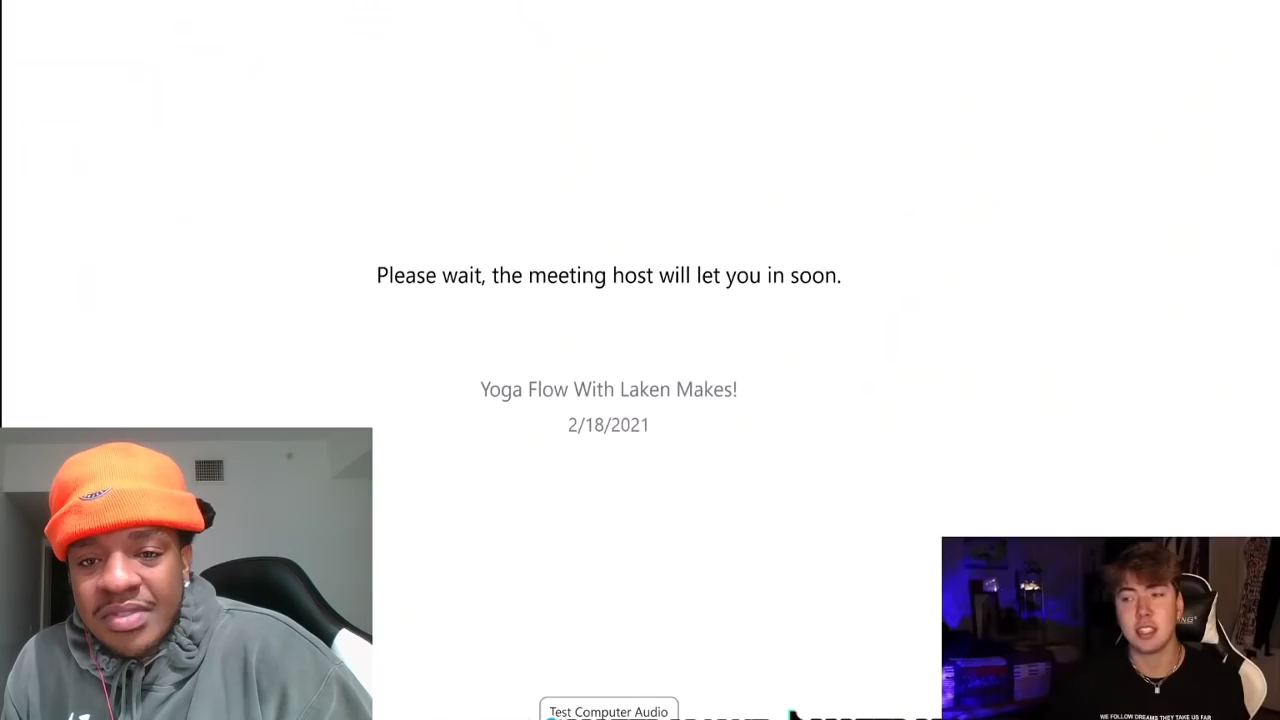 Please wait, the meeting host will let you in soon.
Yoga Flow With Laken Makes!
2/18/2021
Test Computer Audio
WE FOLLOW DREAMS THEY TAKE US FAR